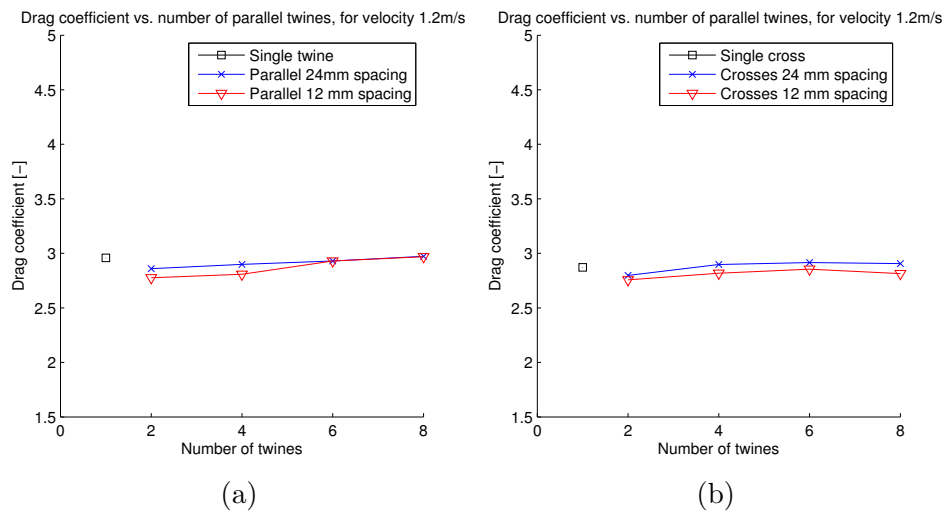 Drag coefficient vs. number of parallel twines, for velocity 1.2m/s
5
4.5
4
3.5
3
2.5
2
1.5
0
2
4
6
8
Drag coefficient [−]
Number of twines
Single twine
Parallel 24mm spacing
Parallel 12 mm spacing
(a)
Drag coefficient vs. number of parallel twines, for velocity 1.2m/s
5
4.5
4
3.5
3
2.5
2
1.5
0
2
4
6
8
Drag coefficient [−]
Number of twines
Single cross
Crosses 24 mm spacing
Crosses 12 mm spacing
(b)